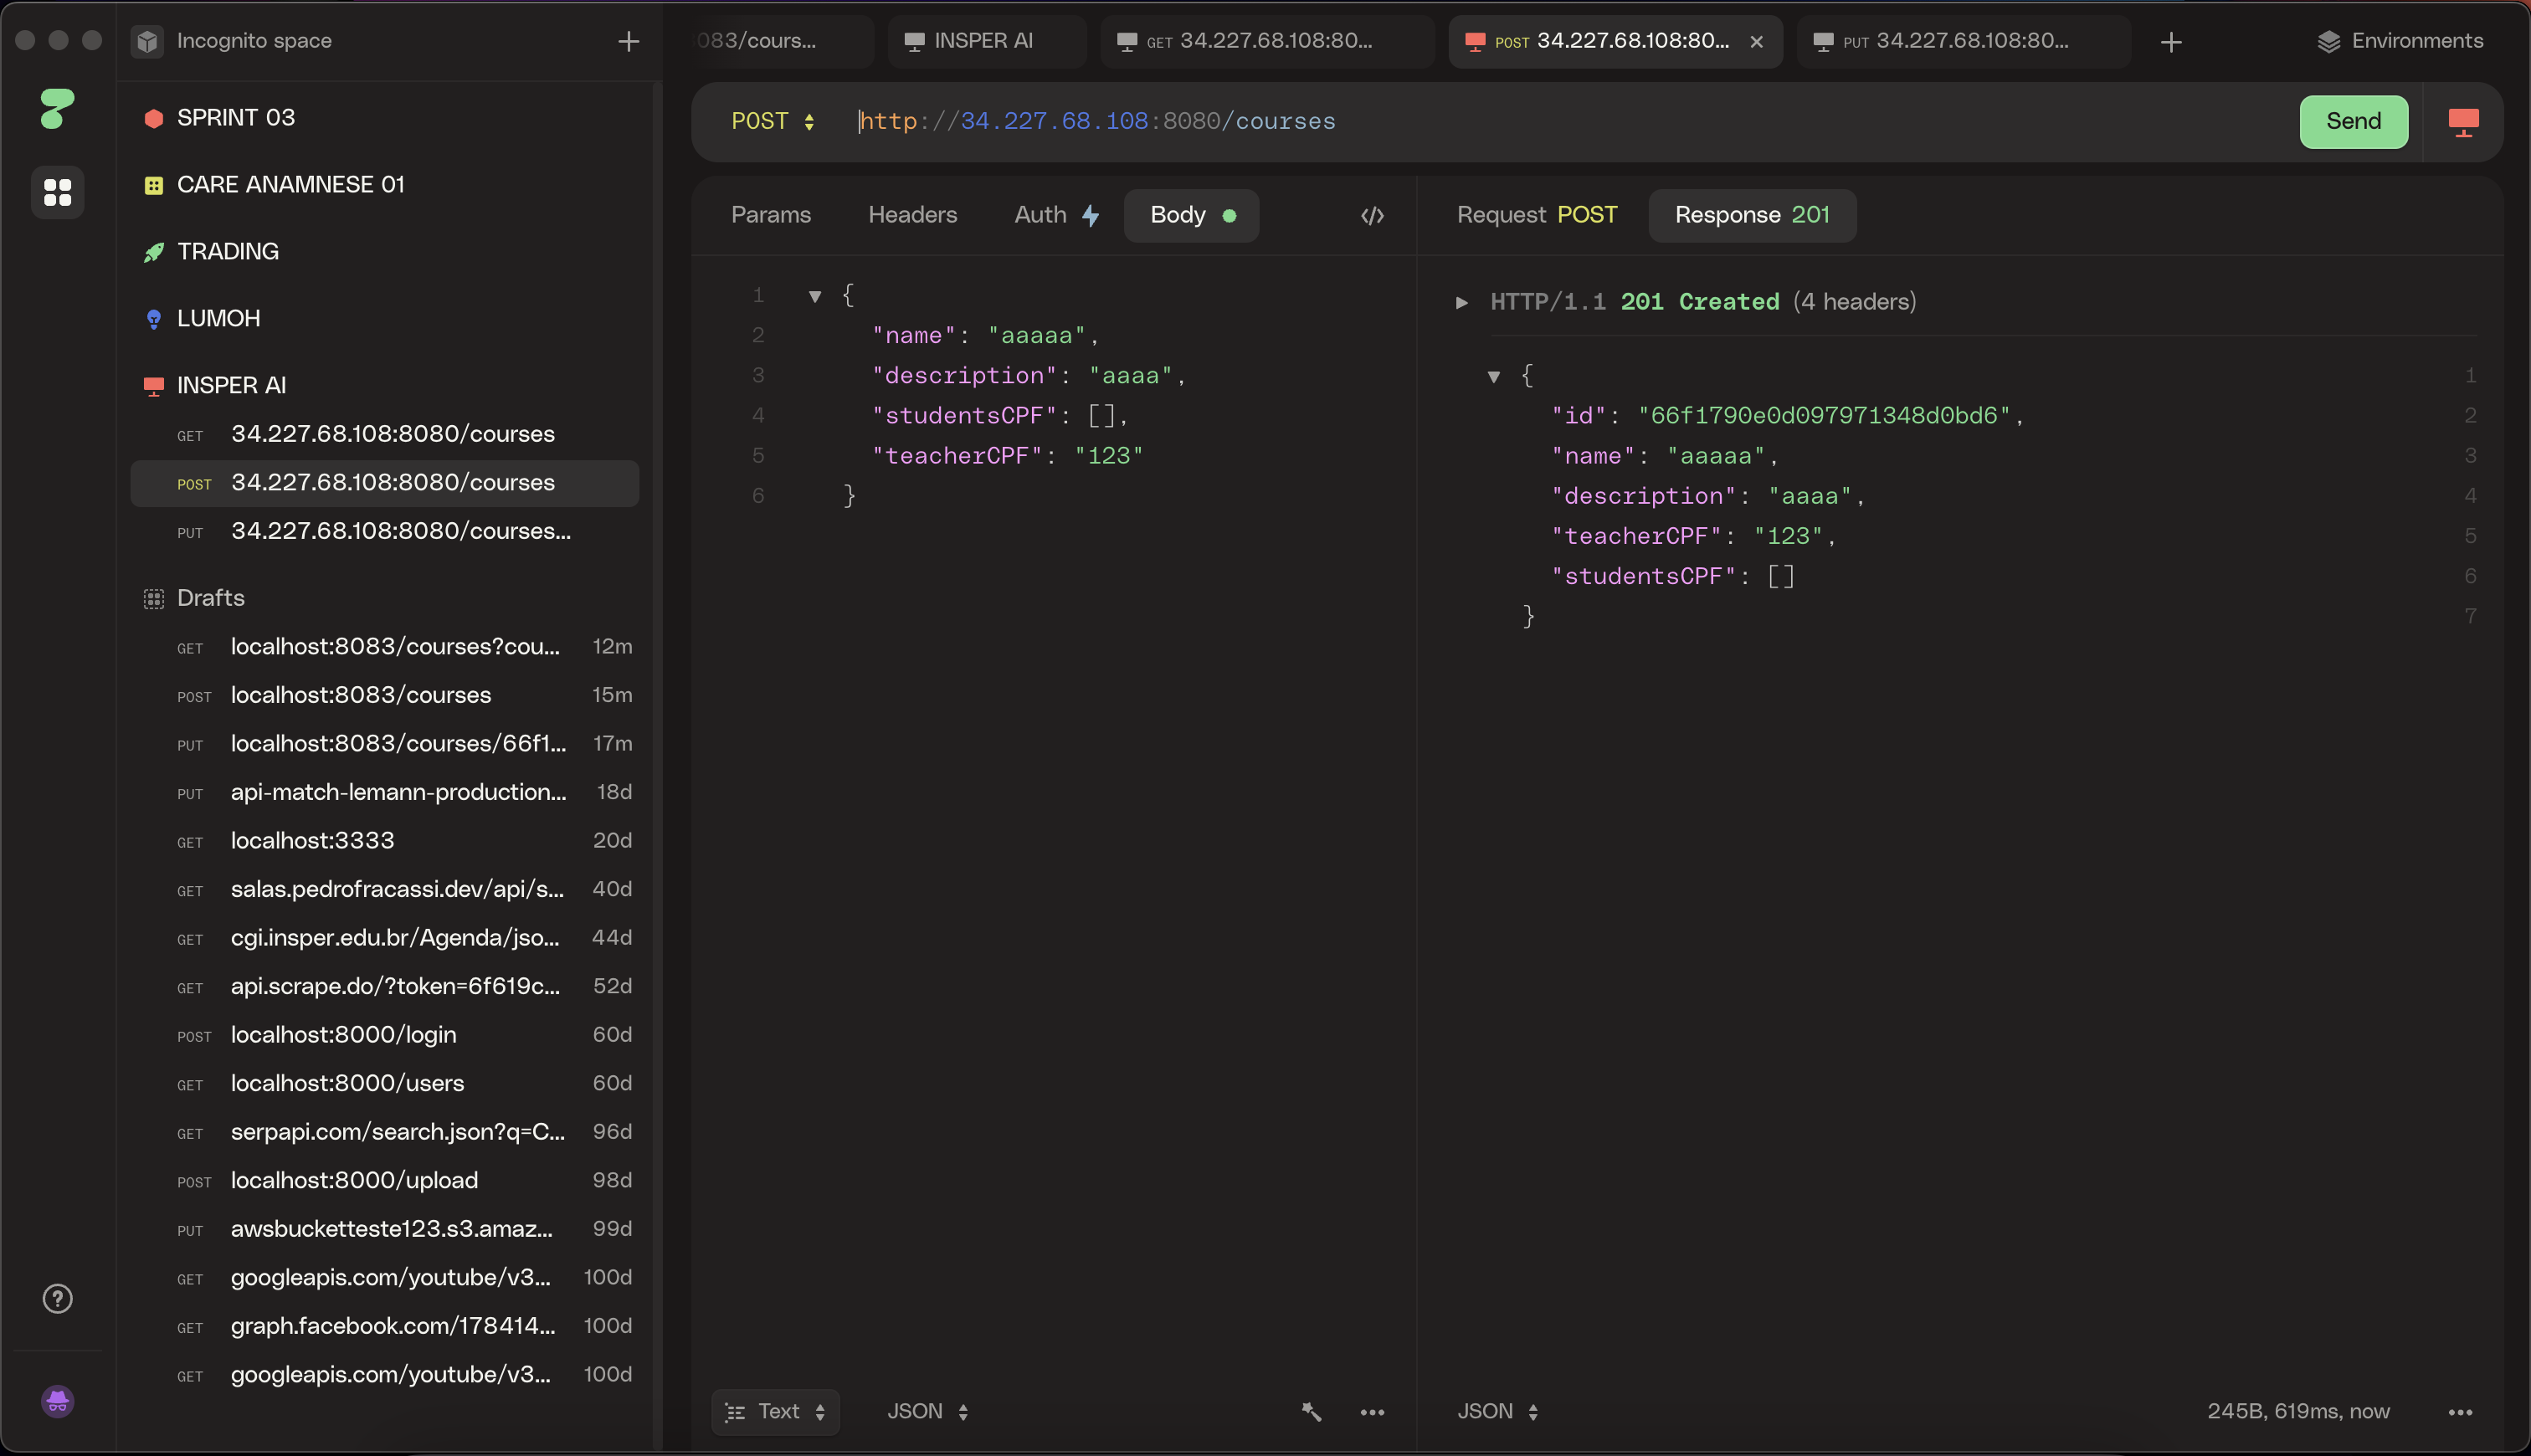 Incognito space
SPRINT 03
CARE ANAMNESE 01
TRADING
LUMOH
INSPER AI
GET 34.227.68.108:8080/courses
POST 34.227.68.108:8080/courses
PUT 34.227.68.108:8080/courses...
Drafts
GET localhost:8083/courses?cou... 12m
POST localhost:8083/courses 15m
PUT localhost:8083/courses/66f1... 17m
PUT api-match-lemann-production... 18d
GET localhost:3333 20d
GET salas.pedrofracassi.dev/api/s... 40d
GET cgi.insper.edu.br/Agenda/jso... 44d
GET api.scrape.do/?token=6f619c... 52d
POST localhost:8000/login 60d
GET localhost:8000/users 60d
GET serpapi.com/search.json?q=C... 96d
POST localhost:8000/upload 98d
PUT awsbucketteste123.s3.amaz... 99d
GET googleapis.com/youtube/v3... 100d
GET graph.facebook.com/178414... 100d
GET googleapis.com/youtube/v3... 100d
083/cours... INSPER AI GET 34.227.68.108:80... POST 34.227.68.108:80... PUT 34.227.68.108:80... Environments
POST http://34.227.68.108:8080/courses Send
Params Headers Auth Body
1 {
2 "name": "aaaaa",
3 "description": "aaaa",
4 "studentsCPF": [],
5 "teacherCPF": "123"
6 }
Text JSON
Request POST Response 201
HTTP/1.1 201 Created (4 headers)
{ 1
"id": "66f1790e0d097971348d0bd6", 2
"name": "aaaaa", 3
"description": "aaaa", 4
"teacherCPF": "123", 5
"studentsCPF": [] 6
} 7
JSON 245B, 619ms, now